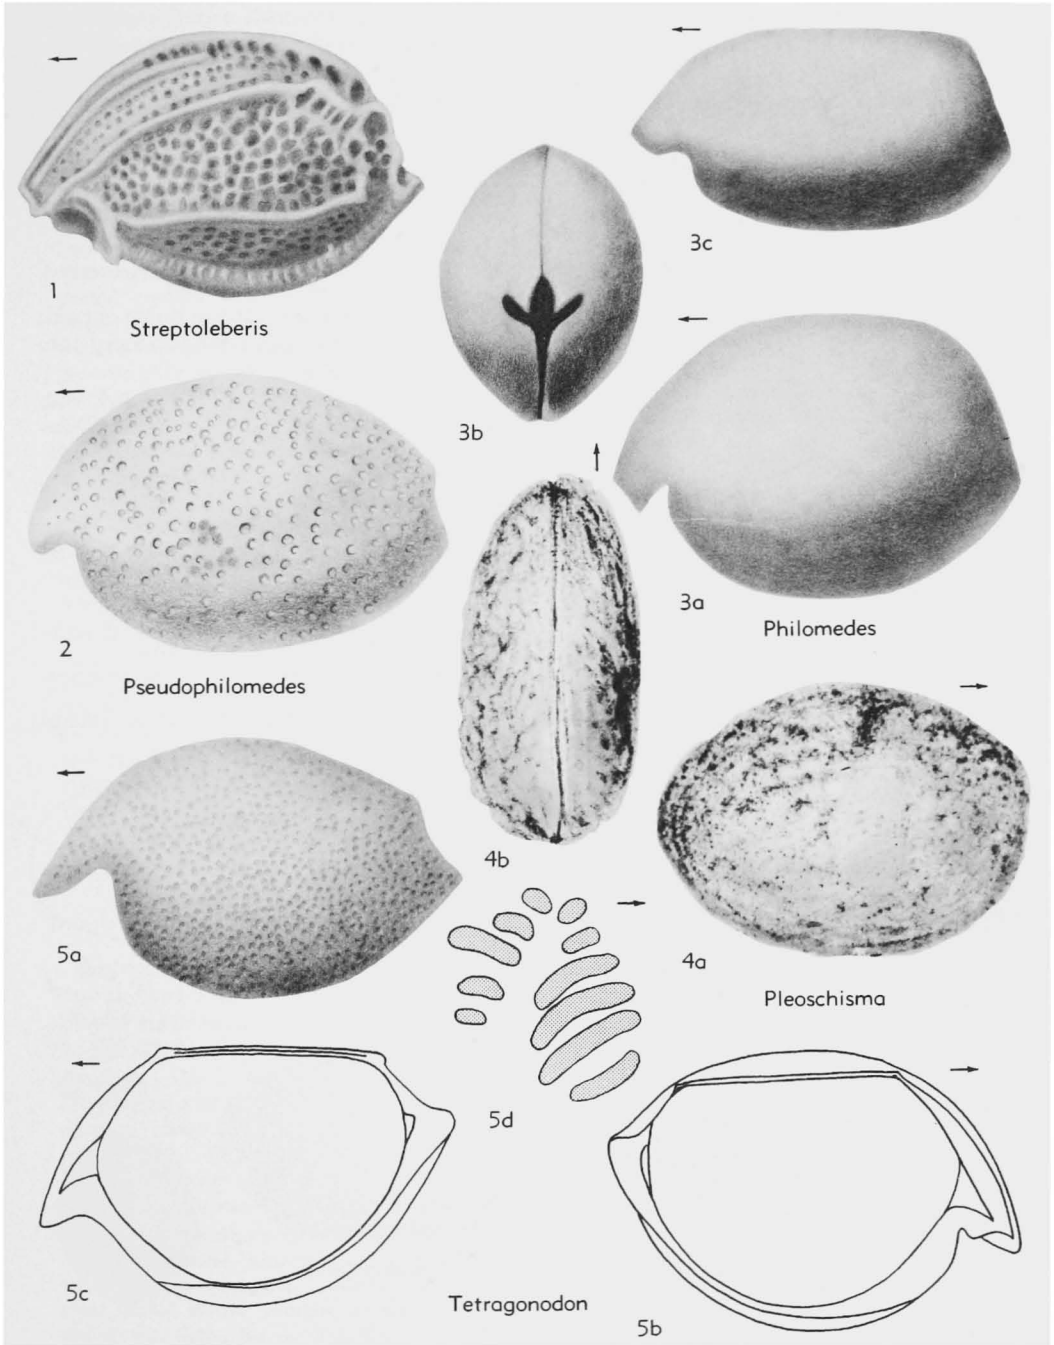 1
Streptoleberis
3c
3b
2
Pseudophilomedes
3a
Philomedes
4b
5a
4a
Pleoschisma
5d
5c
Tetragonodon
5b